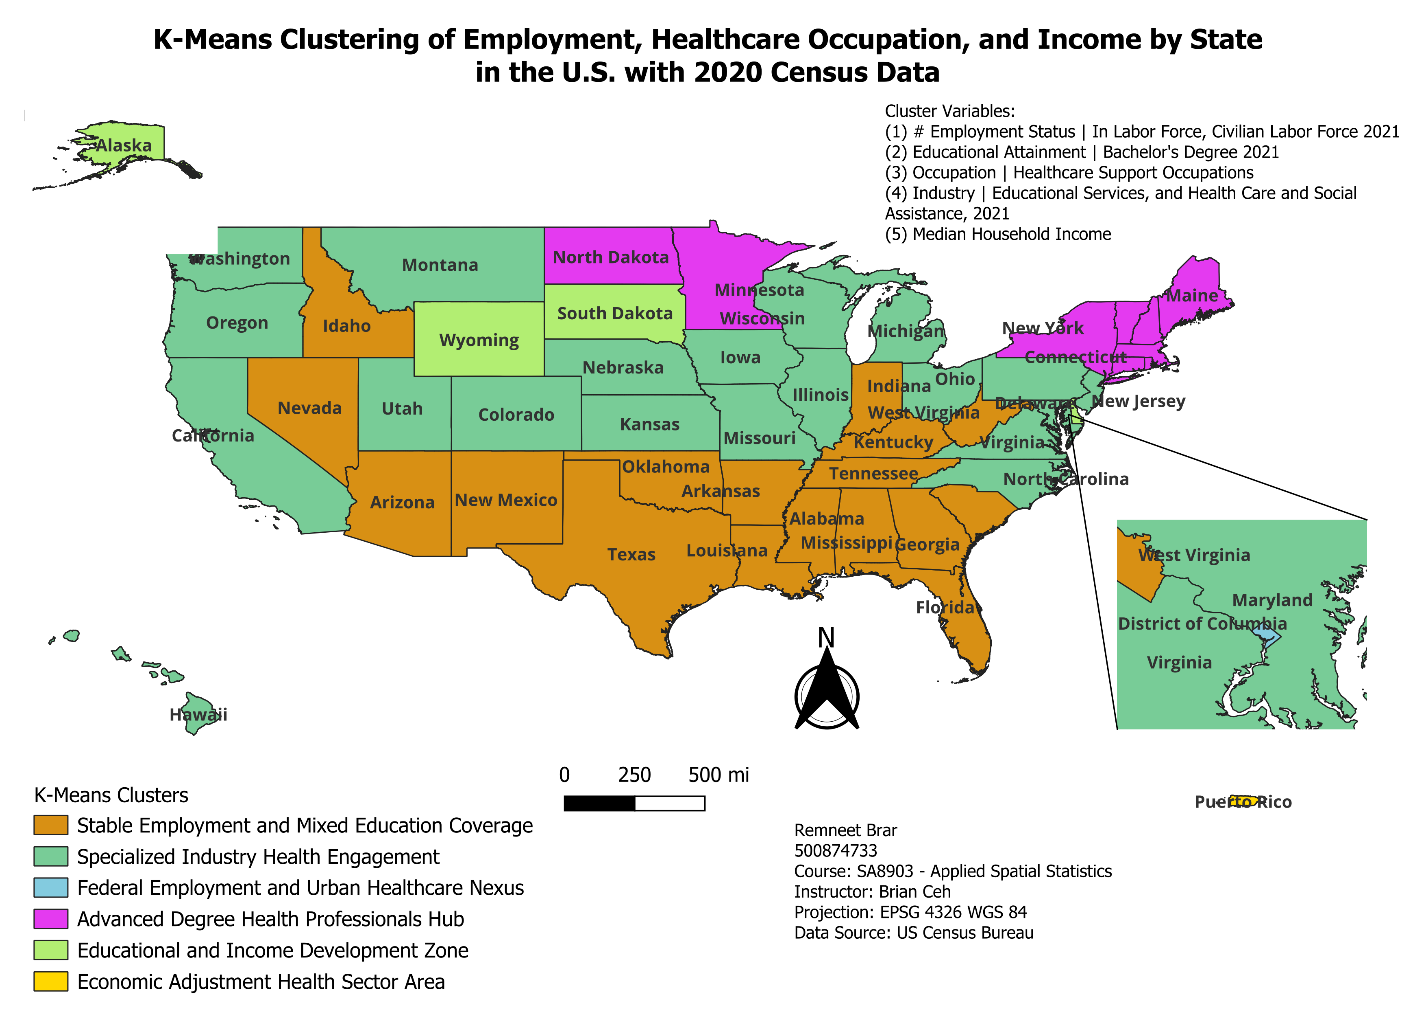 K-Means Clustering of Employment, Healthcare Occupation, and Income by State
in the U.S. with 2020 Census Data
Cluster Variables:
(1) # Employment Status | In Labor Force, Civilian Labor Force 2021
(2) Educational Attainment | Bachelor's Degree 2021
(3) Occupation | Healthcare Support Occupations
(4) Industry | Educational Services, and Health Care and Social
Assistance, 2021
(5) Median Household Income
Alaska
Washington
Montana
North Dakota
Minnesota
Maine
Oregon
Idaho
Wyoming
South Dakota
Wisconsin
Michigan
New York
Connecticut
Iowa
Nebraska
Nevada
Utah
Colorado
Kansas
Missouri
Illinois
Indiana
Ohio
West Virginia
Delaware
New Jersey
California
Kentucky
Virginia
Arizona
New Mexico
Oklahoma
Arkansas
Tennessee
North Carolina
Texas
Louisiana
Alabama
Mississippi
Georgia
Florida
Hawaii
West Virginia
Maryland
District of Columbia
Virginia
N
0 250 500 mi
Puerto Rico
K-Means Clusters
Stable Employment and Mixed Education Coverage
Specialized Industry Health Engagement
Federal Employment and Urban Healthcare Nexus
Advanced Degree Health Professionals Hub
Educational and Income Development Zone
Economic Adjustment Health Sector Area
Remneet Brar
500874733
Course: SA8903 - Applied Spatial Statistics
Instructor: Brian Ceh
Projection: EPSG 4326 WGS 84
Data Source: US Census Bureau